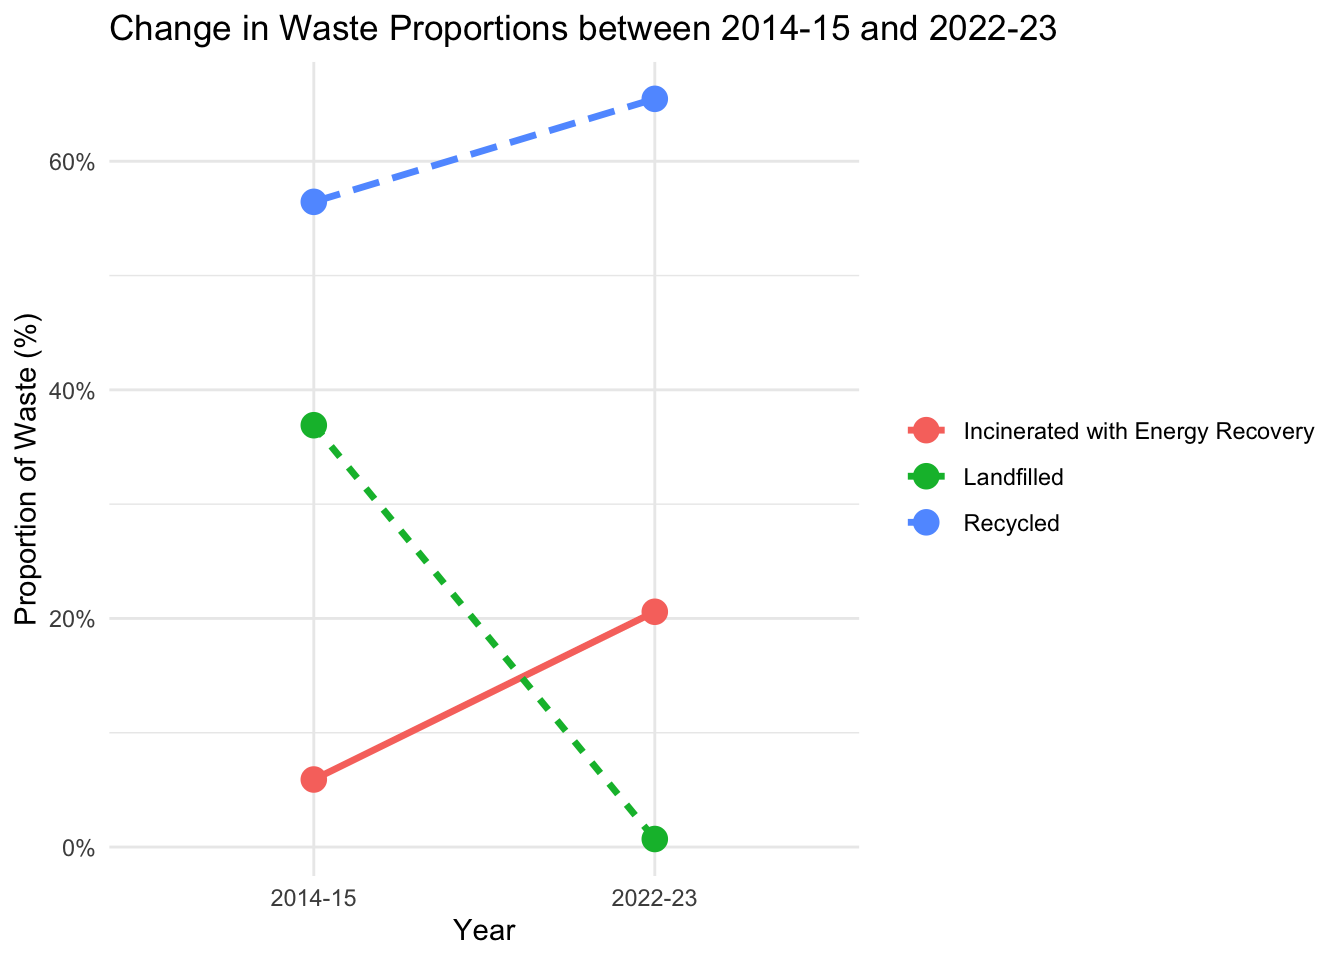 Change in Waste Proportions between 2014-15 and 2022-23
Proportion of Waste (%)
60%
40%
20%
0%
2014-15
2022-23
Year
Incinerated with Energy Recovery
Landfilled
Recycled